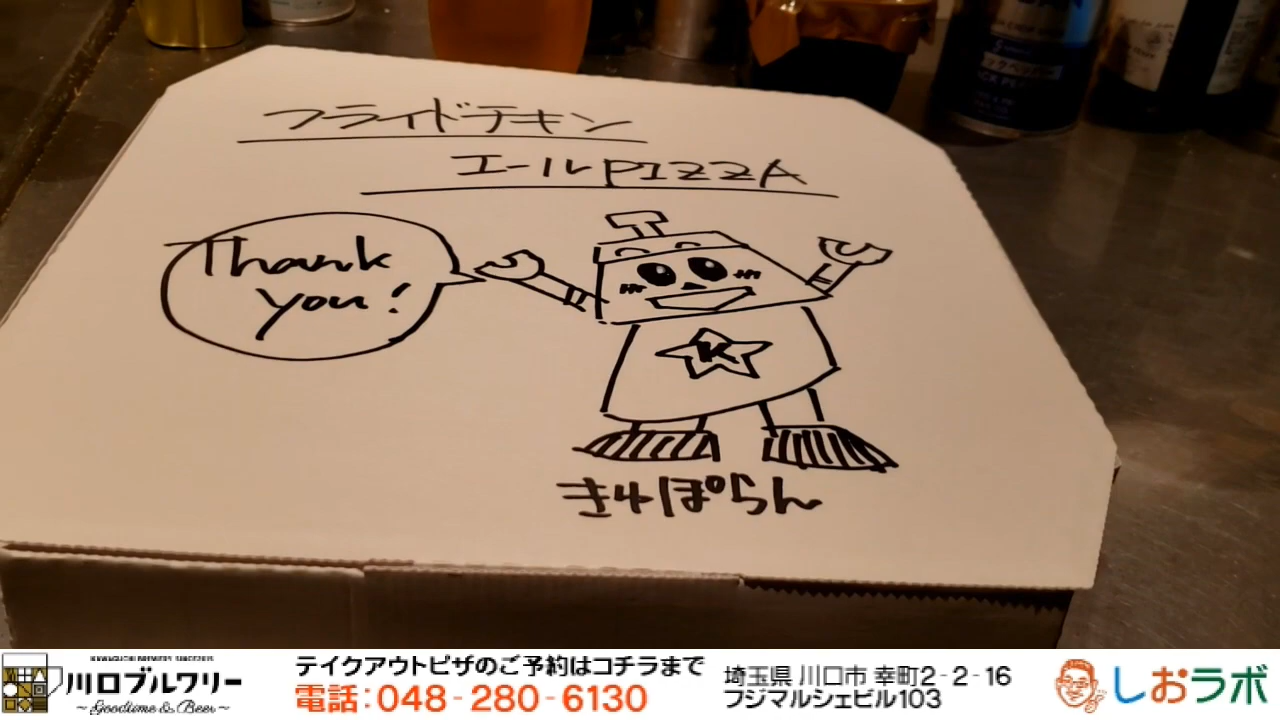 フライドチキン
エールPIZZA
Thank
you!
K
きゅぽらん
川口ブルワリー
~ Goodtime & Beer ~
テイクアウトピザのご予約はコチラまで
電話：048-280-6130
埼玉県 川口市 幸町2-2-16
フジマルシェビル103
しおラボ